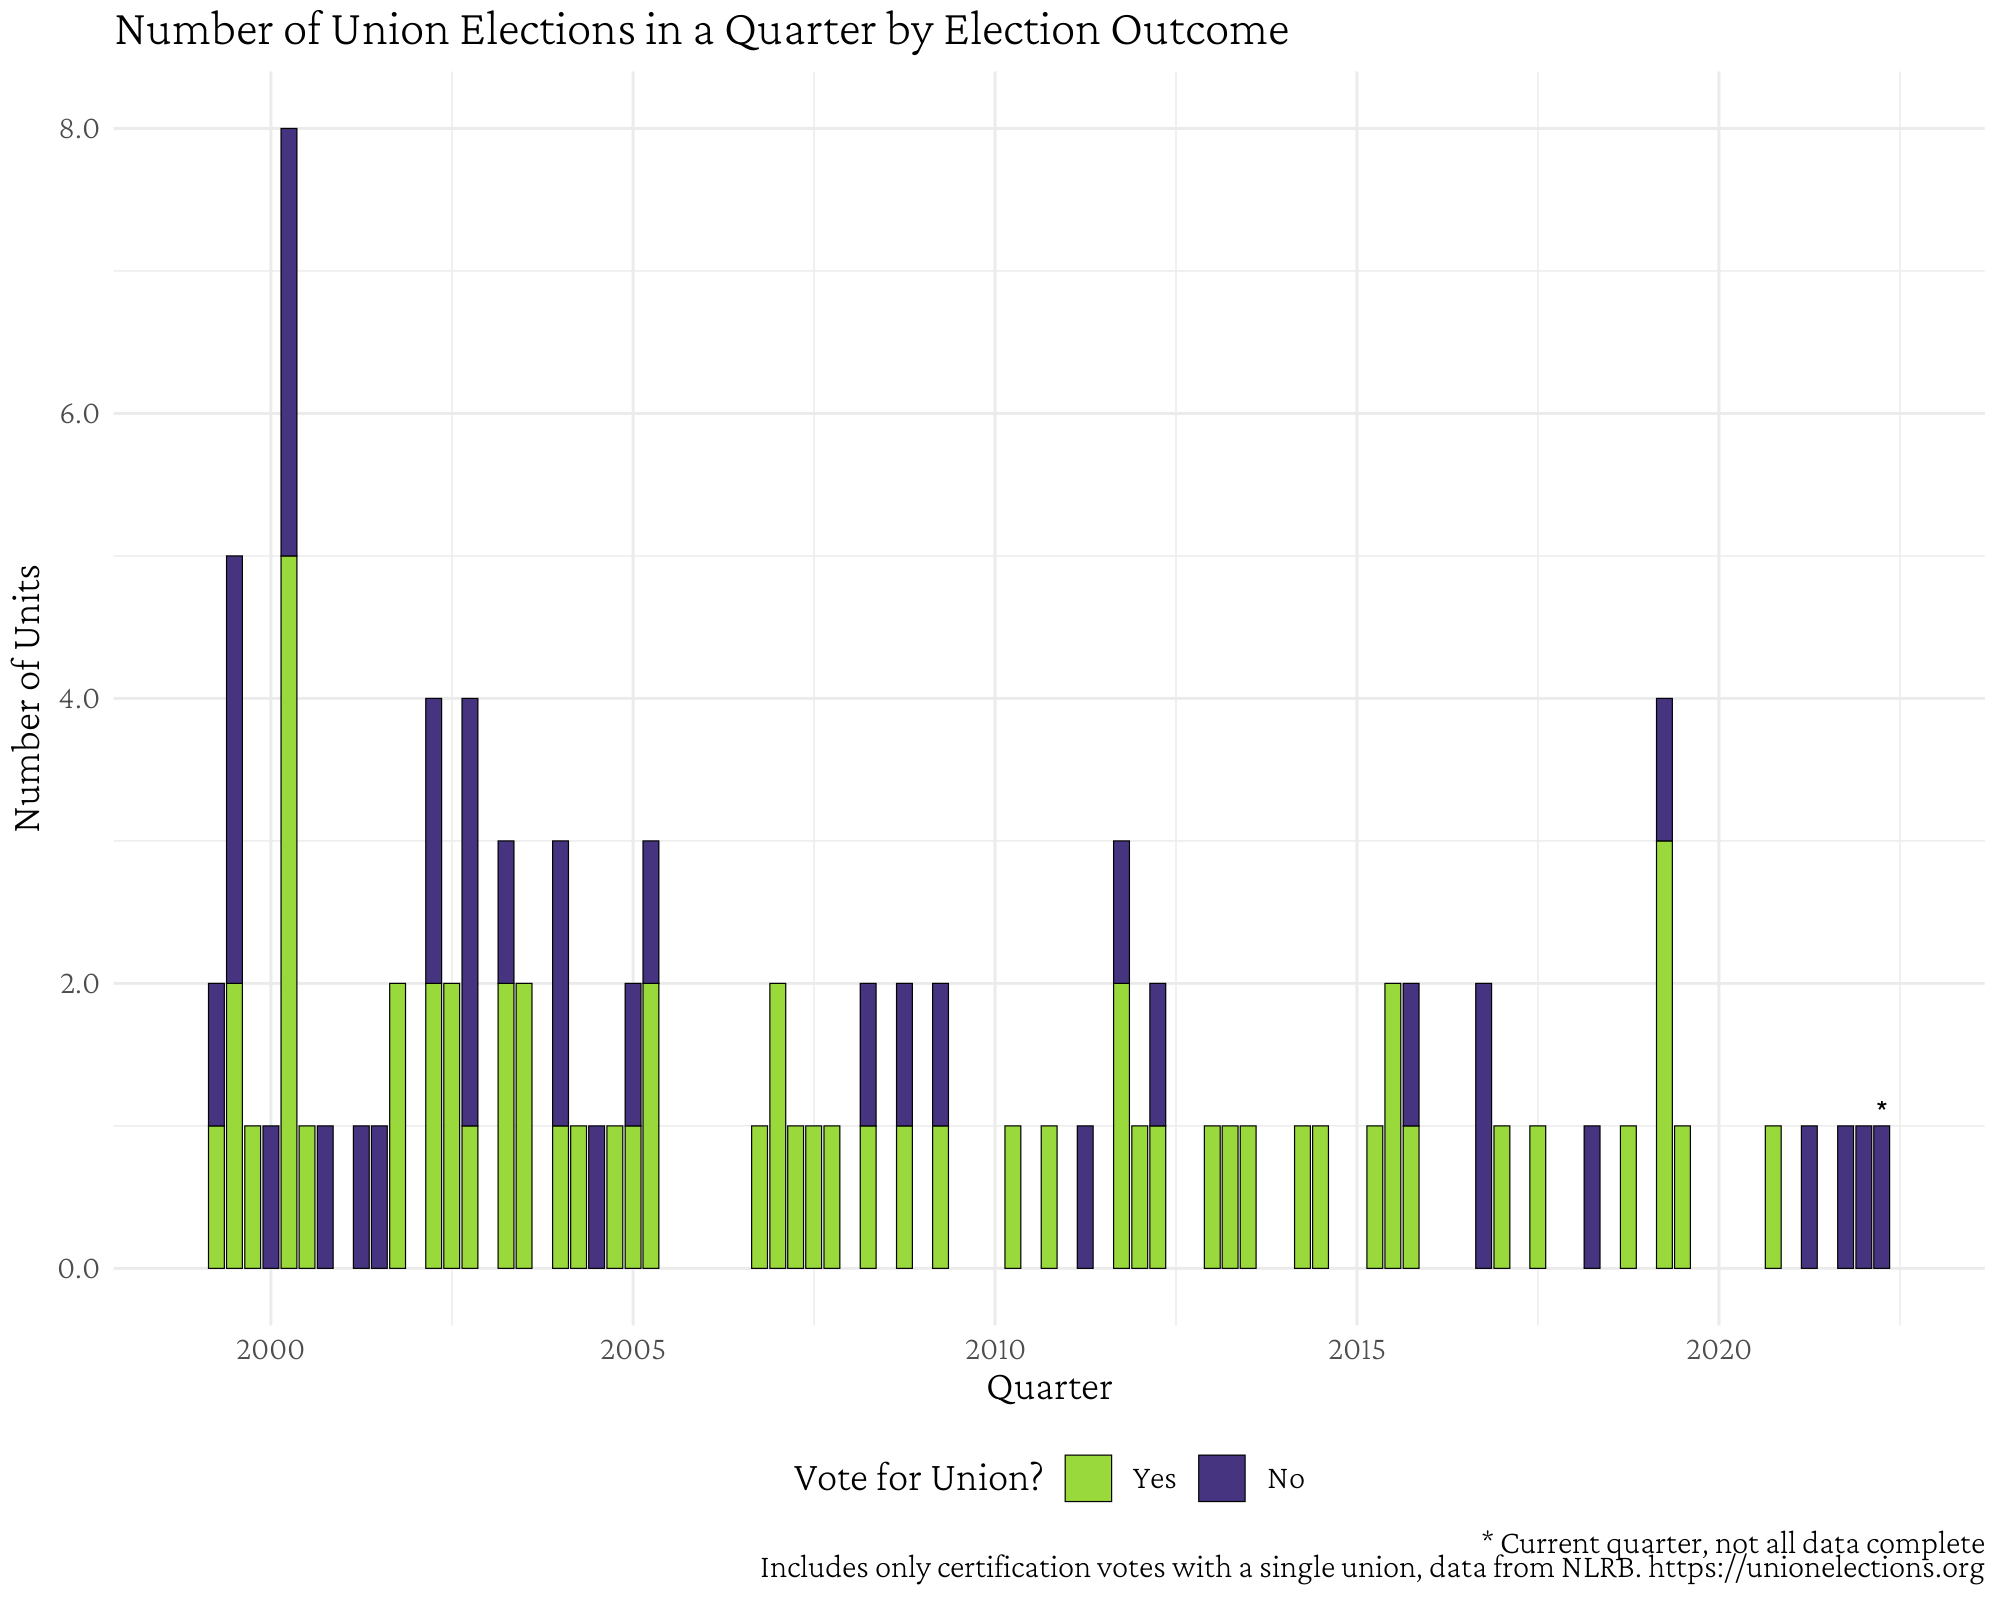 Number of Union Elections in a Quarter by Election Outcome
8.0
6.0
4.0
2.0
0.0
Number of Units
*
2000 2005 2010 2015 2020
Quarter
Vote for Union? Yes No
* Current quarter, not all data complete
Includes only certification votes with a single union, data from NLRB. https://unionelections.org